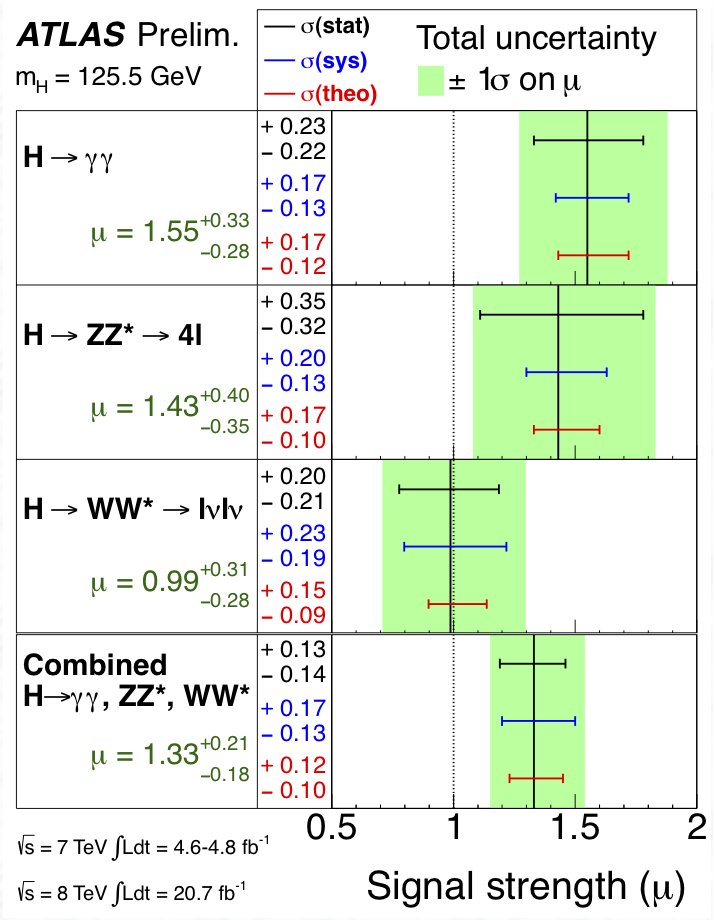 ATLAS Prelim.
m_H = 125.5 GeV
σ(stat)
σ(sys)
σ(theo)
Total uncertainty
± 1σ on μ
H → γγ
μ = 1.55 +0.33 −0.28
+ 0.23
− 0.22
+ 0.17
− 0.13
+ 0.17
− 0.12
H → ZZ* → 4l
μ = 1.43 +0.40 −0.35
+ 0.35
− 0.32
+ 0.20
− 0.13
+ 0.17
− 0.10
H → WW* → lνlν
μ = 0.99 +0.31 −0.28
+ 0.20
− 0.21
+ 0.23
− 0.19
+ 0.15
− 0.09
Combined
H→γγ, ZZ*, WW*
μ = 1.33 +0.21 −0.18
+ 0.13
− 0.14
+ 0.17
− 0.13
+ 0.12
− 0.10
0.5 1 1.5 2
√s = 7 TeV ∫Ldt = 4.6-4.8 fb⁻¹
√s = 8 TeV ∫Ldt = 20.7 fb⁻¹
Signal strength (μ)